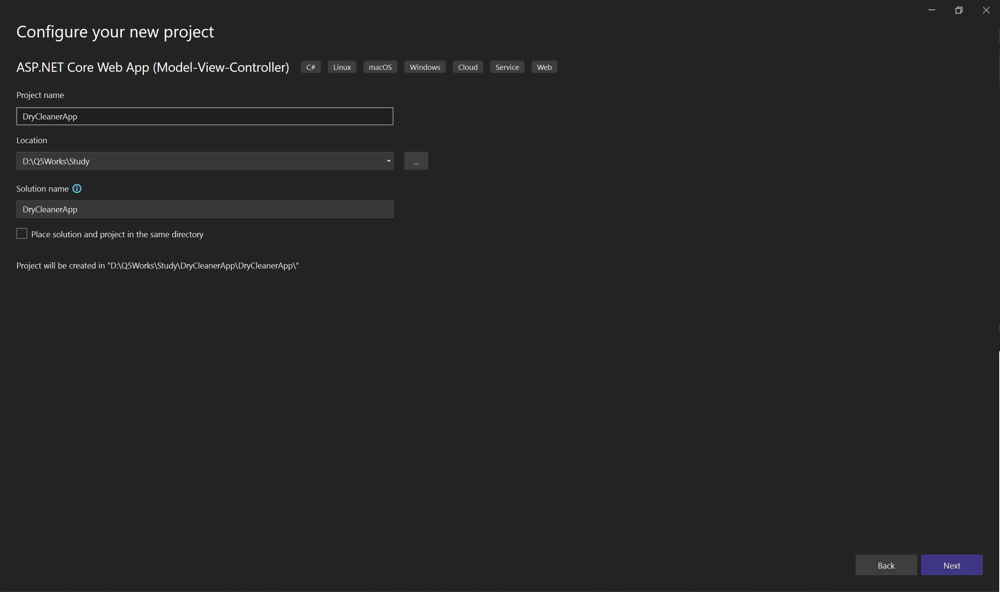 Configure your new project
ASP.NET Core Web App (Model-View-Controller) C# Linux macOS Windows Cloud Service Web
Project name
DryCleanerApp
Location
D:\Q5Works\Study
...
Solution name
DryCleanerApp
Place solution and project in the same directory
Project will be created in "D:\Q5Works\Study\DryCleanerApp\DryCleanerApp\"
Back Next